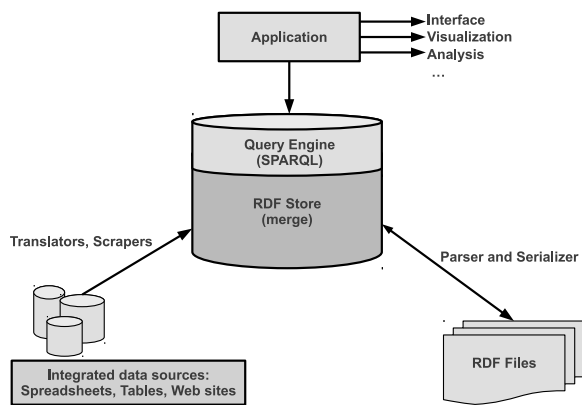 Application
Interface
Visualization
Analysis
...
Query Engine
(SPARQL)
RDF Store
(merge)
Translators, Scrapers
Parser and Serializer
Integrated data sources:
Spreadsheets, Tables, Web sites
RDF Files